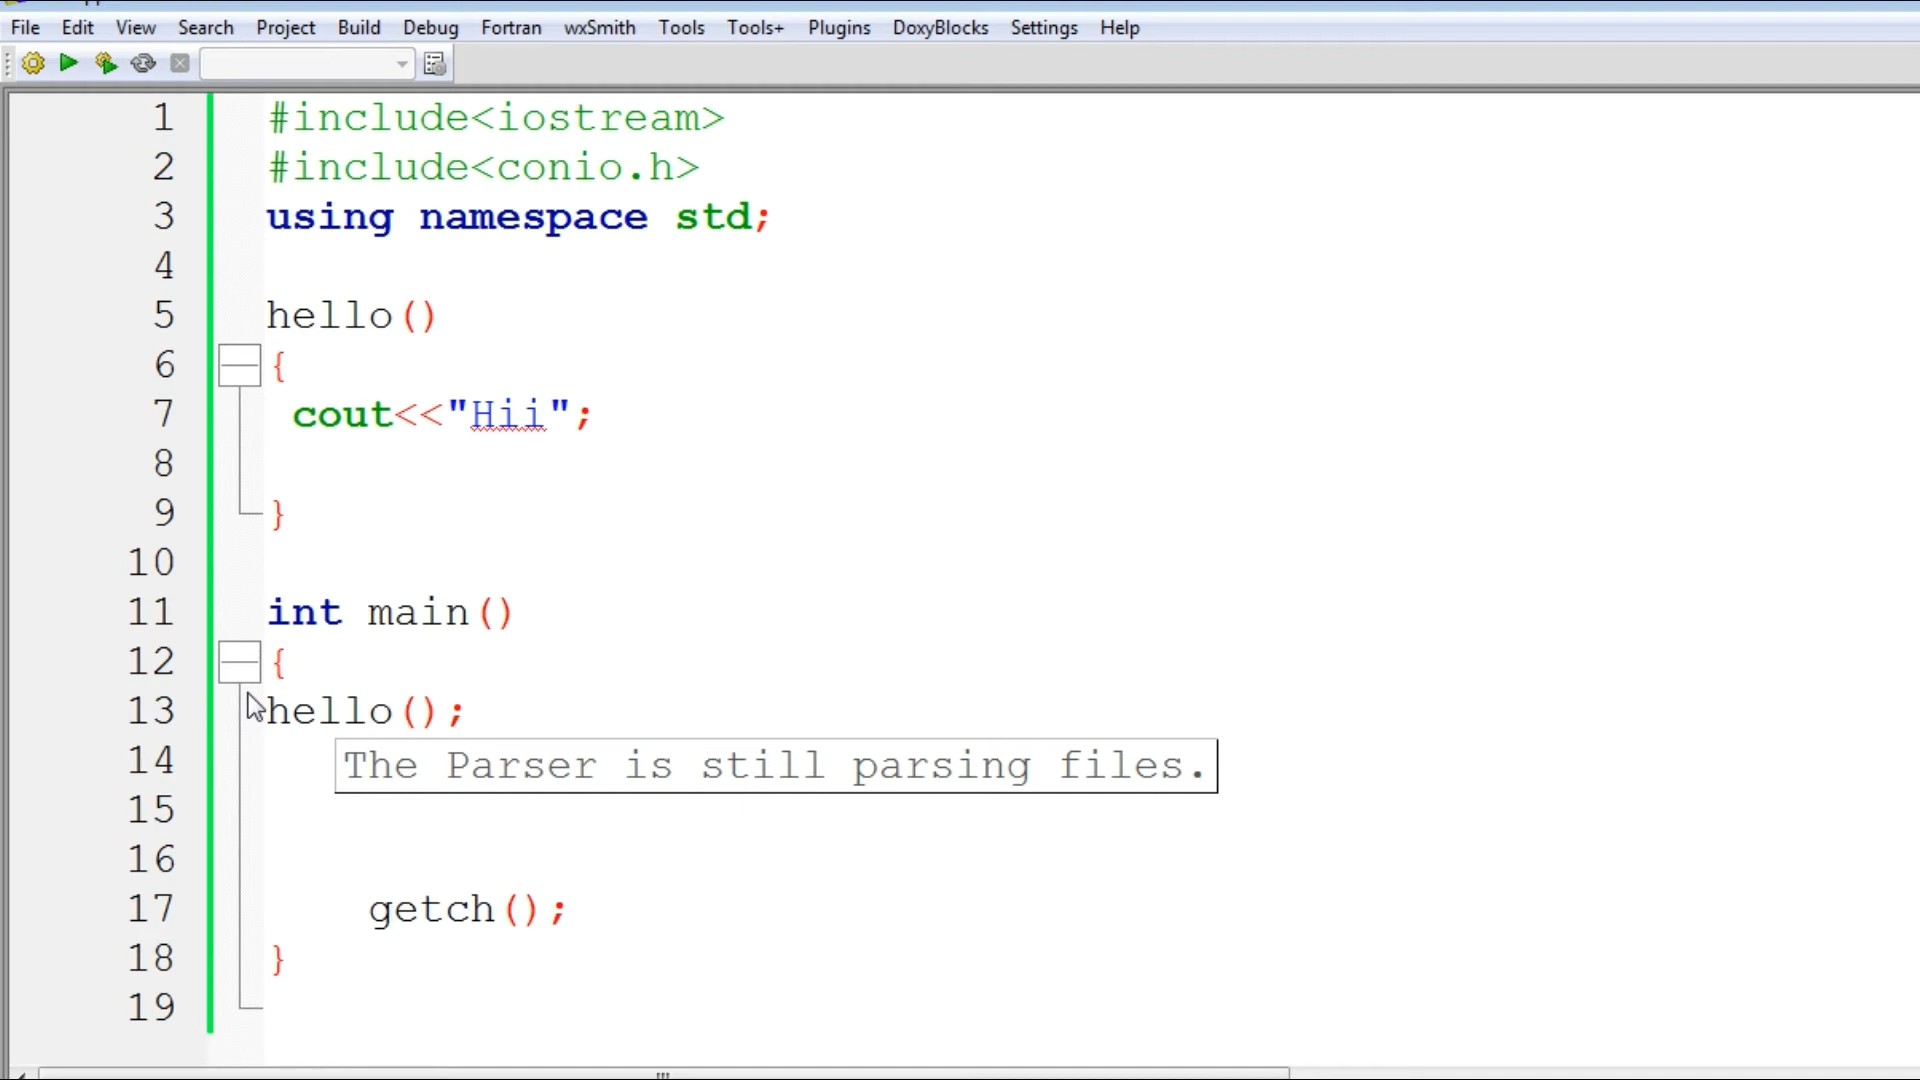 File Edit View Search Project Build Debug Fortran wxSmith Tools Tools+ Plugins DoxyBlocks Settings Help
1 #include<iostream>
2 #include<conio.h>
3 using namespace std;
4
5 hello()
6 {
7 cout<<"Hii";
8
9 }
10
11 int main()
12 {
13 hello();
14 The Parser is still parsing files.
15
16
17 getch();
18 }
19